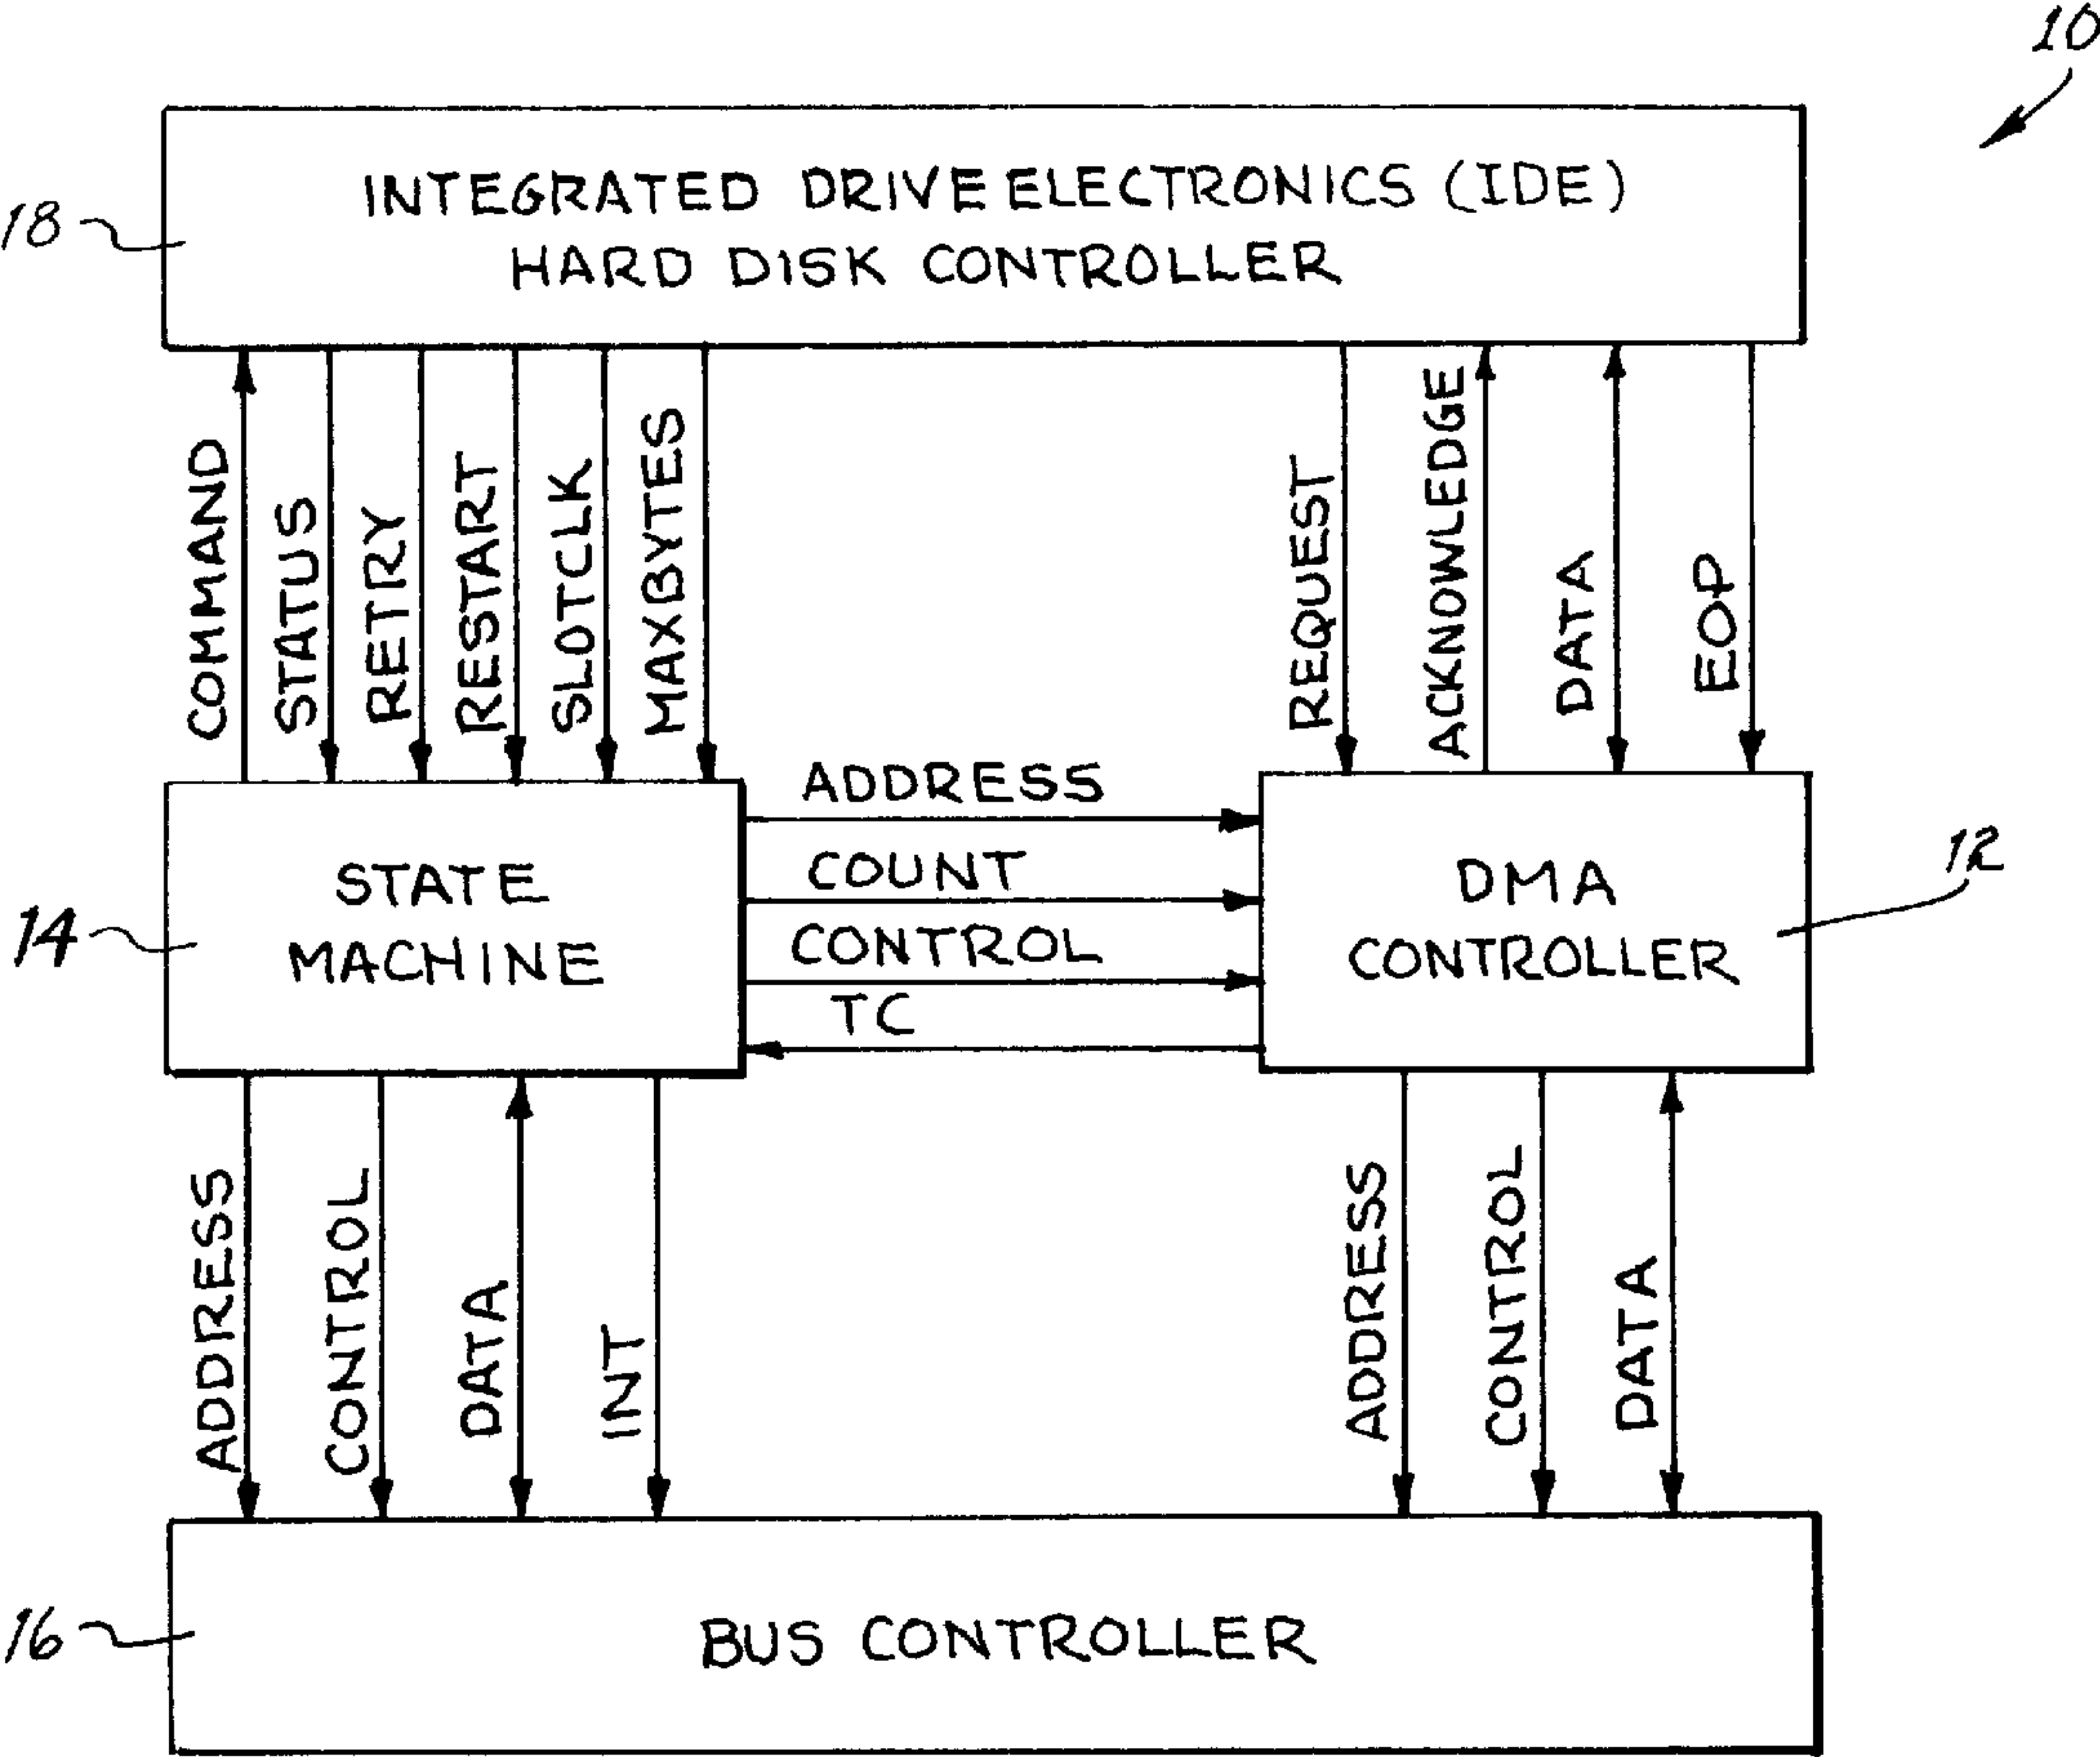 10
INTEGRATED DRIVE ELECTRONICS (IDE)
HARD DISK CONTROLLER
18
COMMAND
STATUS
RETRY
RESTART
SLOTCLK
MAXBYTES
REQUEST
ACKNOWLEDGE
DATA
EOP
ADDRESS
COUNT
CONTROL
TC
STATE
MACHINE
14
DMA
CONTROLLER
12
ADDRESS
CONTROL
DATA
INT
ADDRESS
CONTROL
DATA
BUS CONTROLLER
16